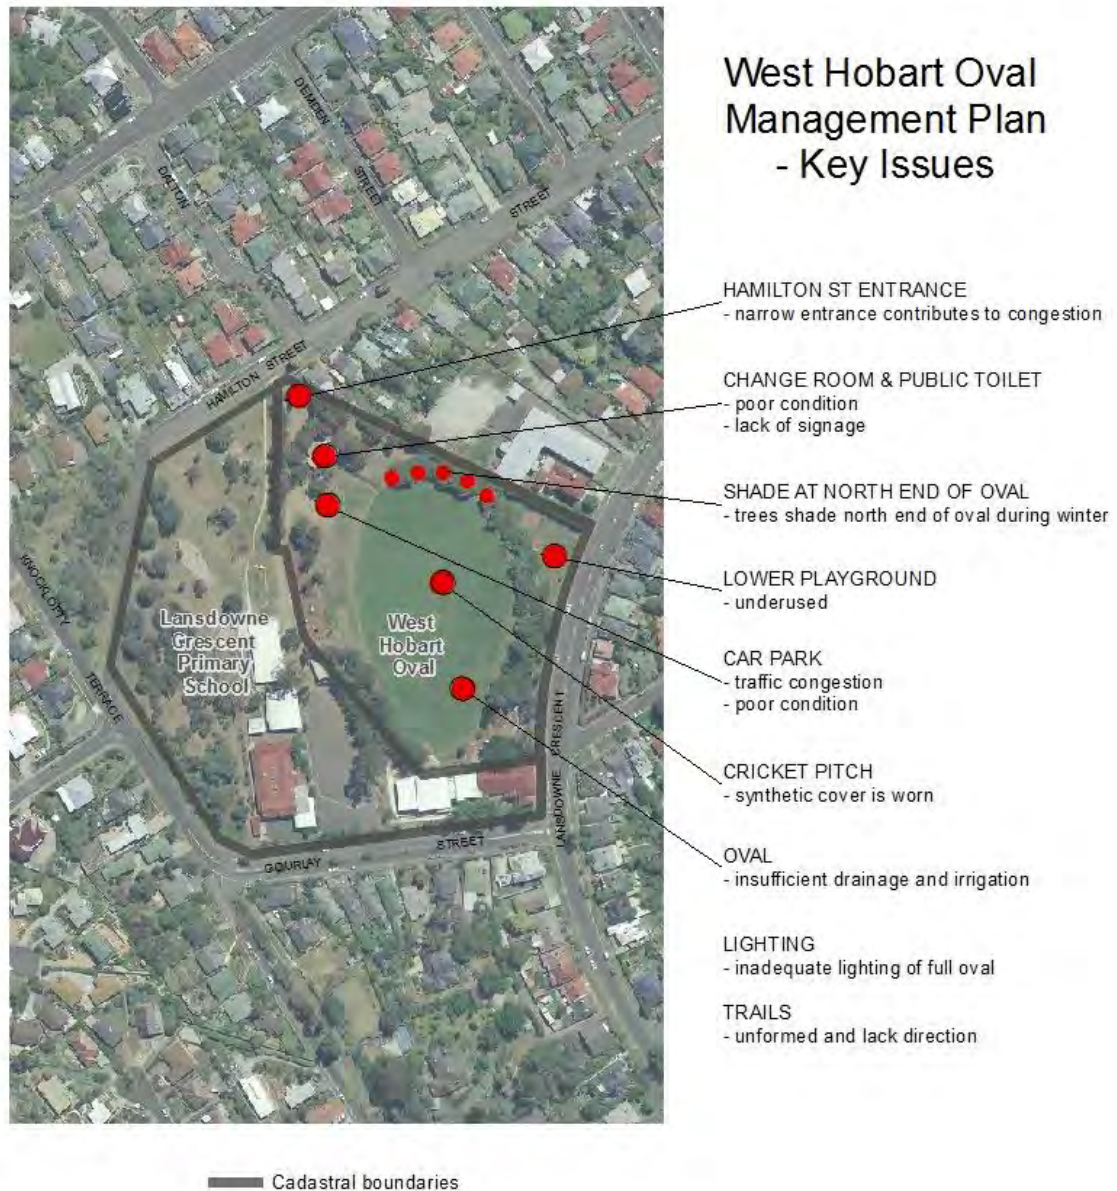 West Hobart Oval
Management Plan
- Key Issues
HAMILTON ST ENTRANCE
- narrow entrance contributes to congestion
CHANGE ROOM & PUBLIC TOILET
- poor condition
- lack of signage
SHADE AT NORTH END OF OVAL
- trees shade north end of oval during winter
LOWER PLAYGROUND
- underused
CAR PARK
- traffic congestion
- poor condition
CRICKET PITCH
- synthetic cover is worn
OVAL
- insufficient drainage and irrigation
LIGHTING
- inadequate lighting of full oval
TRAILS
- unformed and lack direction
DEMDEN
STREET
DALTON
STREET
HAMILTON STREET
KNOCKLOFTY
TERRACE
Lansdowne
Crescent
Primary
School
West
Hobart
Oval
LANSDOWNE CRESCENT
GOURLAY STREET
Cadastral boundaries